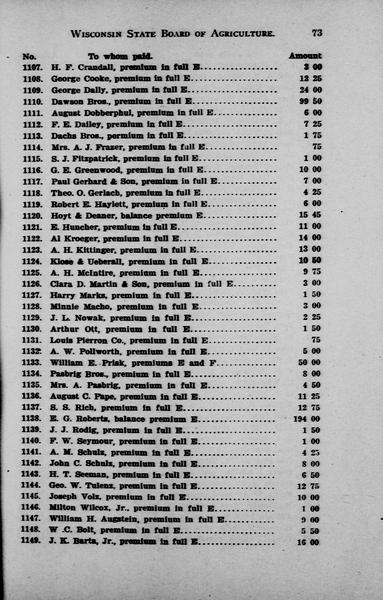 WISCONSIN STATE BOARD OF AGRICULTURE. 73
No. To whom paid. Amount
1107. H. F. Crandall, premium in full E 3 00
1108. George Cooke, premium in full E 12 25
1109. George Dally, premium in full E 24 00
1110. Dawson Bros., premium in full E 99 50
1111. August Dobberphul, premium in full E 6 00
1112. F. E. Dailey, premium in full E 7 25
1113. Dachs Bros., permium in full E 1 75
1114. Mrs. A. J. Frazer, premium in full E 75
1115. S. J. Fitzpatrick, premium in full E 1 00
1116. G. E. Greenwood, premium in full E 10 00
1117. Paul Gerhard & Son, premium in full E 7 00
1118. Theo. O. Gerlach, premium in full E 4 25
1119. Robert E. Haylett, premium in full E 6 00
1120. Hoyt & Deaner, balance premium E 15 45
1121. E. Huncher, premium in full E 11 00
1122. Al Kroeger, premium in full E 14 00
1123. A. H. Kittinger, premium in full E 13 00
1124. Klose & Ueberall, premium in full E 10 50
1125. A. H. McIntire, premium in full E 9 75
1126. Clara D. Martin & Son, premium in full E 3 00
1127. Harry Marks, premium in full E 1 50
1128. Minnie Macho, premium in full E 3 00
1129. J. L. Nowak, premium in full E 2 25
1130. Arthur Ott, premium in full E 1 50
1131. Louis Pierron Co., premium in full E 75
1132. A. W. Pollworth, premium in full E 5 00
1133. William E. Prisk, premiums E and F 50 00
1134. Pasbrig Bros., premium in full E 8 00
1135. Mrs. A. Pasbrig, premium in full E 4 50
1136. August C. Pape, premium in full E 11 25
1137. S. S. Rich, premium in full E 12 75
1138. E. G. Roberts, balance premium E 194 00
1139. J. J. Rodig, premium in full E 1 50
1140. F. W. Seymour, premium in full E 1 00
1141. A. M. Schulz, premium in full E 4 25
1142. John C. Schulz, premium in full E 8 00
1143. H. T. Seeman, premium in full E 6 50
1144. Geo. W. Tulenz, premium in full E 12 75
1145. Joseph Volz, premium in full E 10 00
1146. Milton Wilcox, Jr., premium in full E 1 00
1147. William H. Augstein, premium in full E 9 00
1148. W .C. Bolt, premium in full E 5 50
1149. J. K. Barta, Jr., premium in full E 16 00